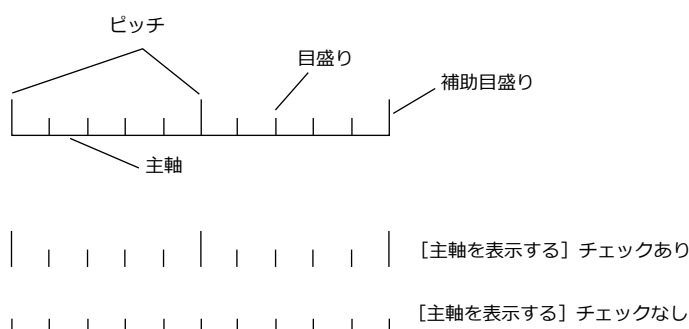 ピッチ
目盛り
補助目盛り
主軸
［主軸を表示する］チェックあり
［主軸を表示する］チェックなし